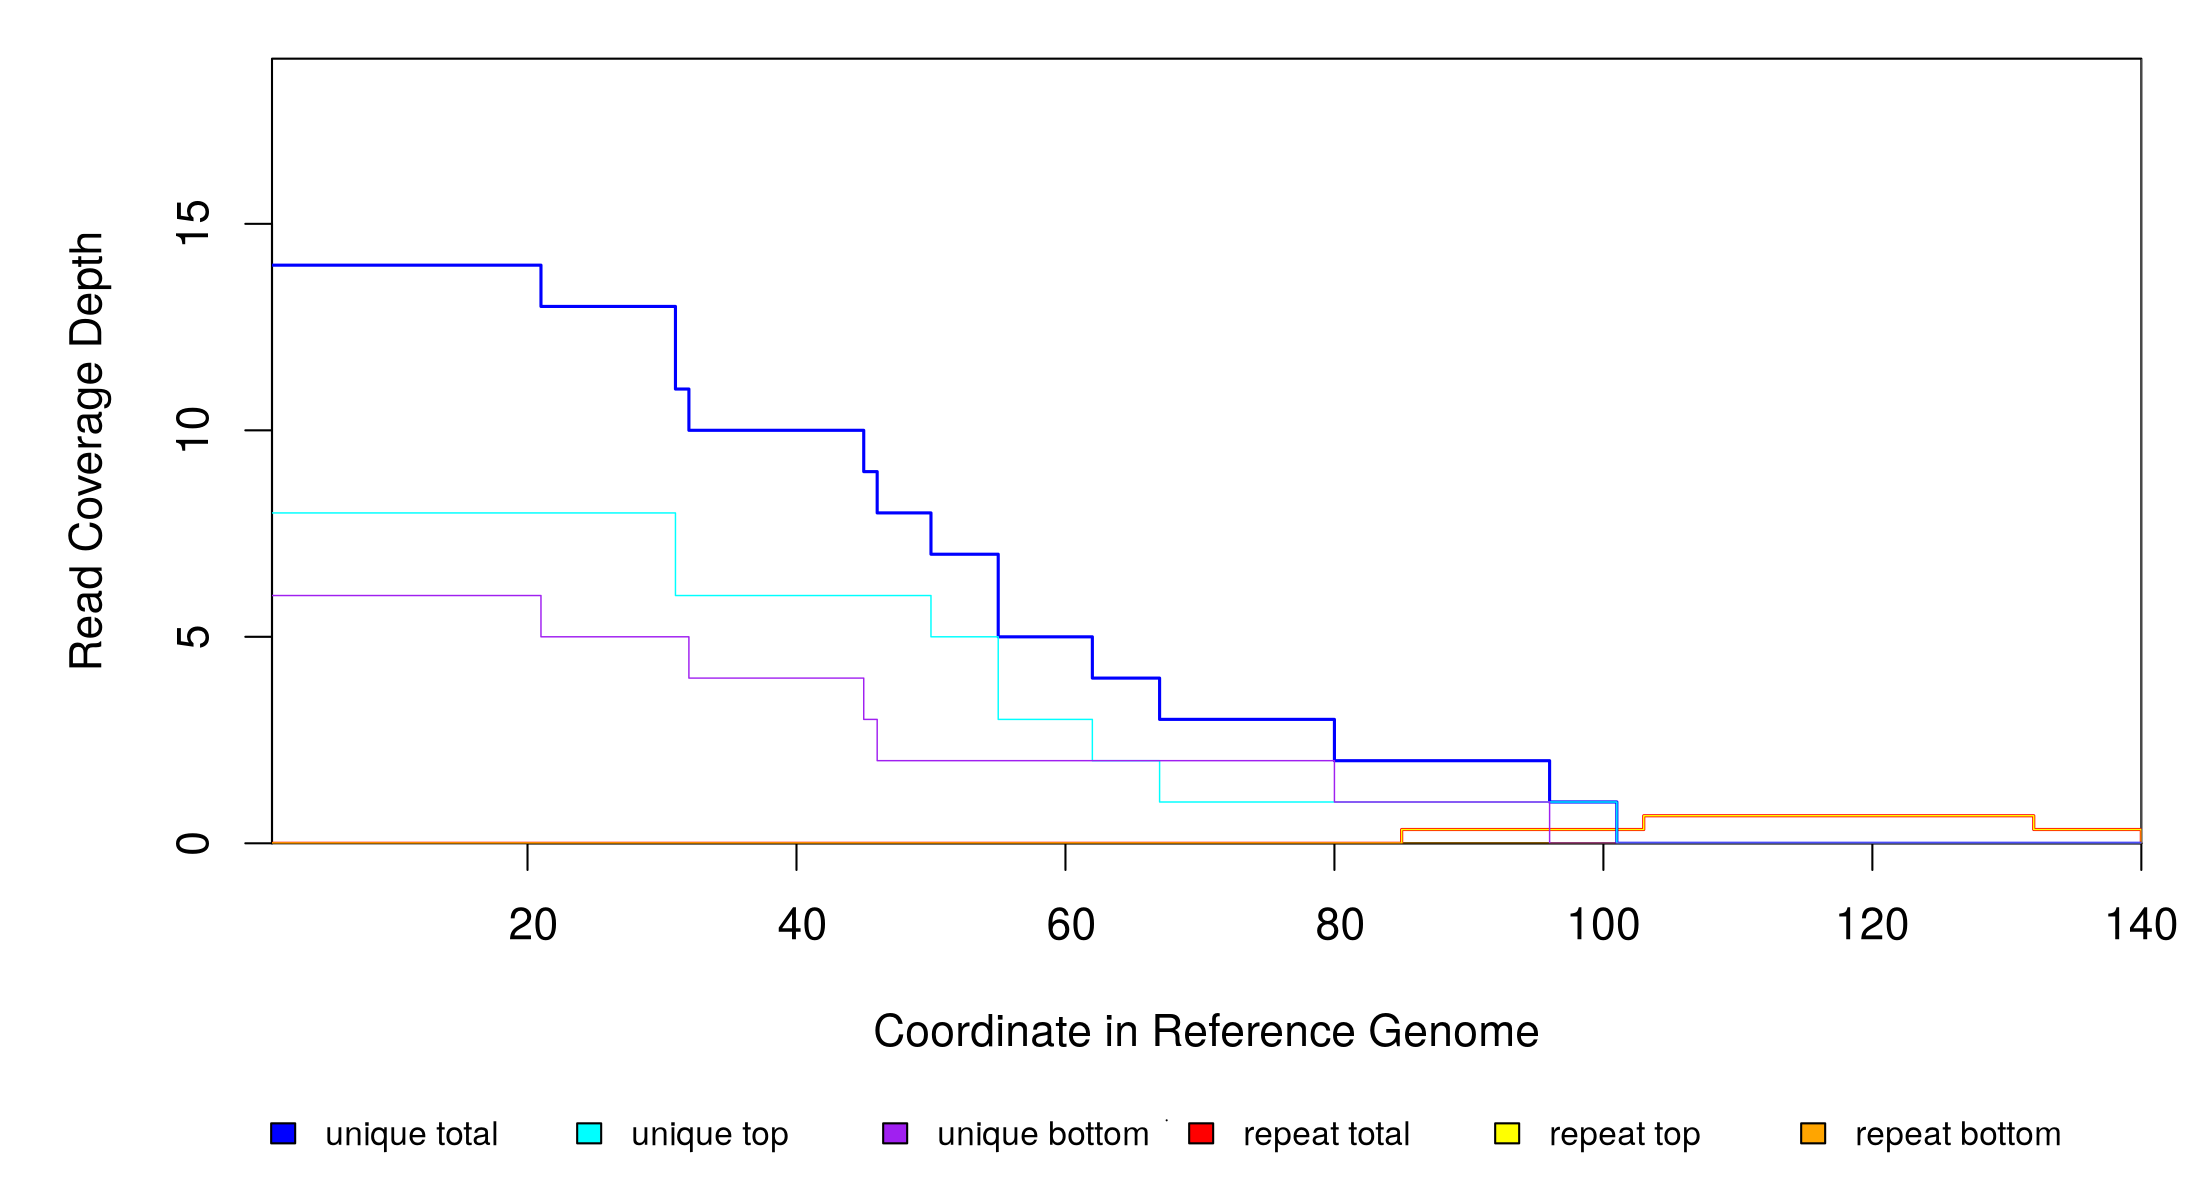 Read Coverage Depth
15
10
5
0
20 40 60 80 100 120 140
Coordinate in Reference Genome
unique total unique top unique bottom repeat total repeat top repeat bottom